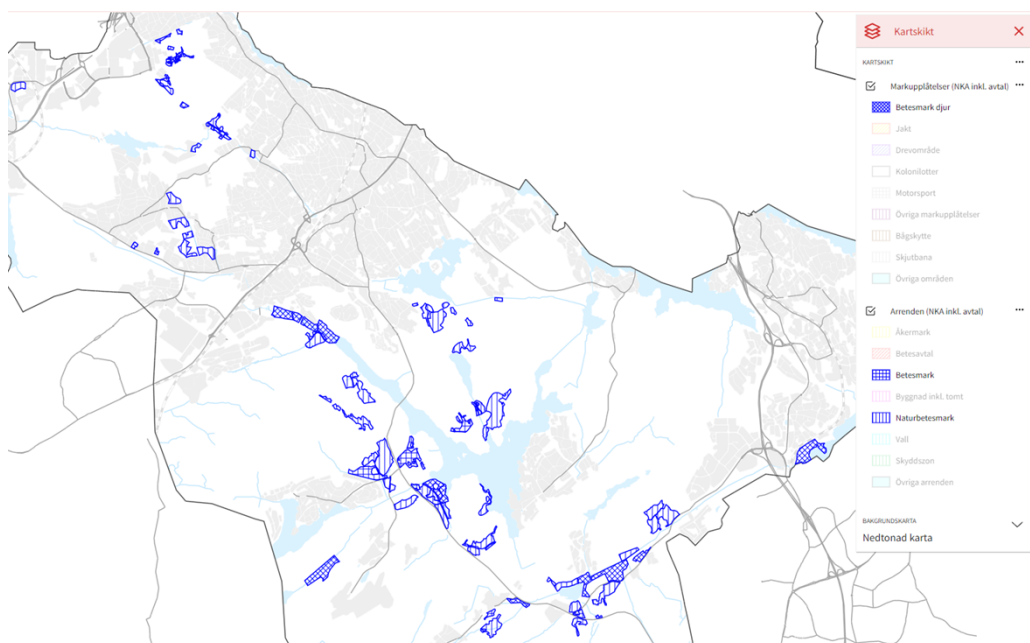 Kartskikt
KARTSKIKT
Markupplåtelser (NKA inkl. avtal)
Betesmark djur
Jakt
Drevområde
Kolonilotter
Motorsport
Övriga markupplåtelser
Bågskytte
Skjutbana
Övriga områden
Arrenden (NKA inkl. avtal)
Åkermark
Betesavtal
Betesmark
Byggnad inkl. tomt
Naturbetesmark
Vall
Skyddszon
Övriga arrenden
BAKGRUNDSKARTA
Nedtonad karta